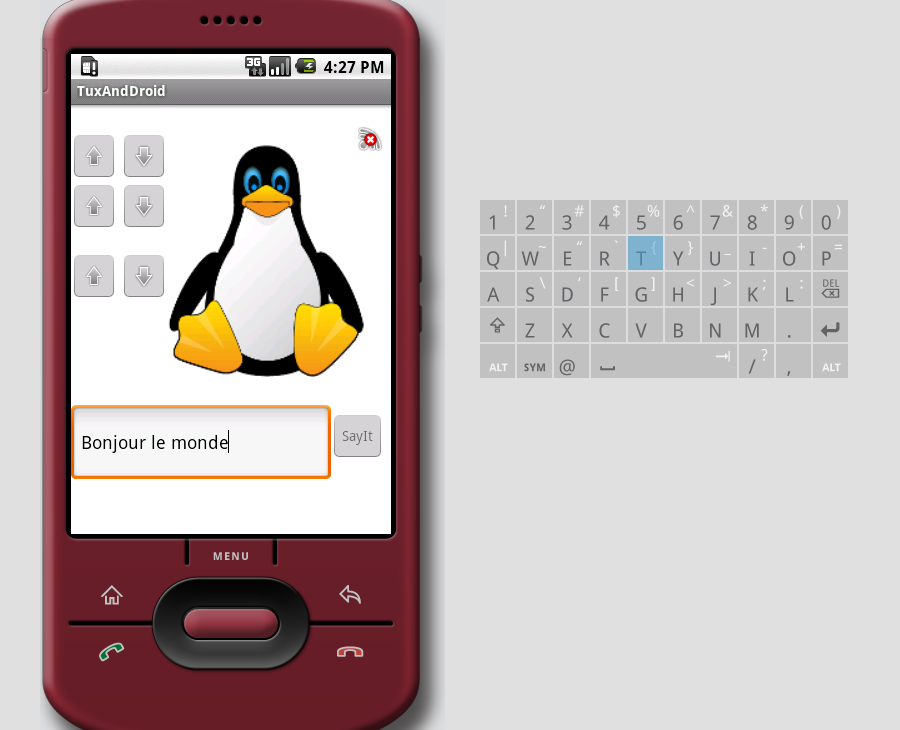 3G 4:27 PM
TuxAndDroid
Bonjour le monde
SayIt
MENU
1 ! 2 “ 3 # 4 $ 5 % 6 ^ 7 & 8 * 9 ( 0 )
Q | W ~ E “ R ` T { Y } U _ I - O + P =
A S \ D ‘ F [ G ] H < J > K ; L : DEL
Z X C V B N M .
ALT SYM @ / ? , ALT